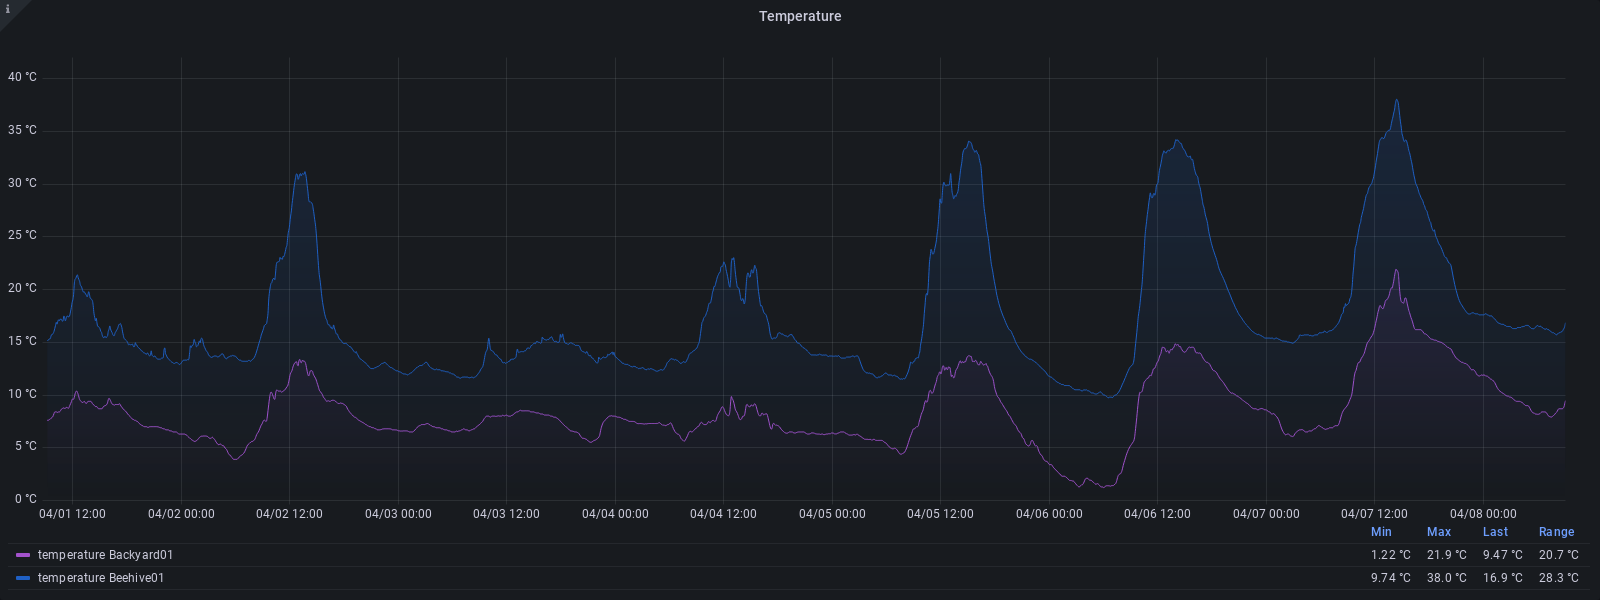 i
Temperature
40 °C
35 °C
30 °C
25 °C
20 °C
15 °C
10 °C
5 °C
0 °C
04/01 12:00 04/02 00:00 04/02 12:00 04/03 00:00 04/03 12:00 04/04 00:00 04/04 12:00 04/05 00:00 04/05 12:00 04/06 00:00 04/06 12:00 04/07 00:00 04/07 12:00 04/08 00:00
Min Max Last Range
temperature Backyard01 1.22 °C 21.9 °C 9.47 °C 20.7 °C
temperature Beehive01 9.74 °C 38.0 °C 16.9 °C 28.3 °C